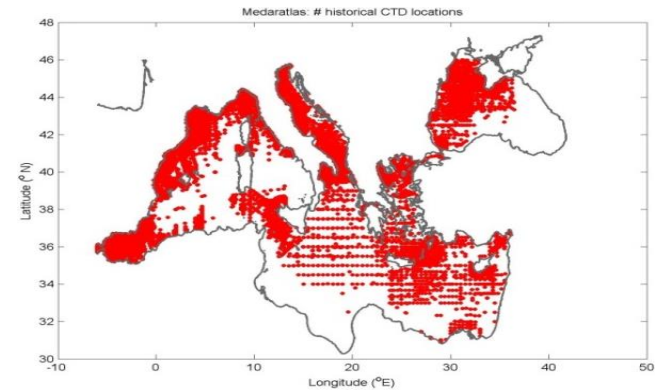 Medaratlas: # historical CTD locations
48
46
44
42
40
38
36
34
32
30
Latitude (° N)
-10 0 10 20 30 40 50
Longitude (°E)